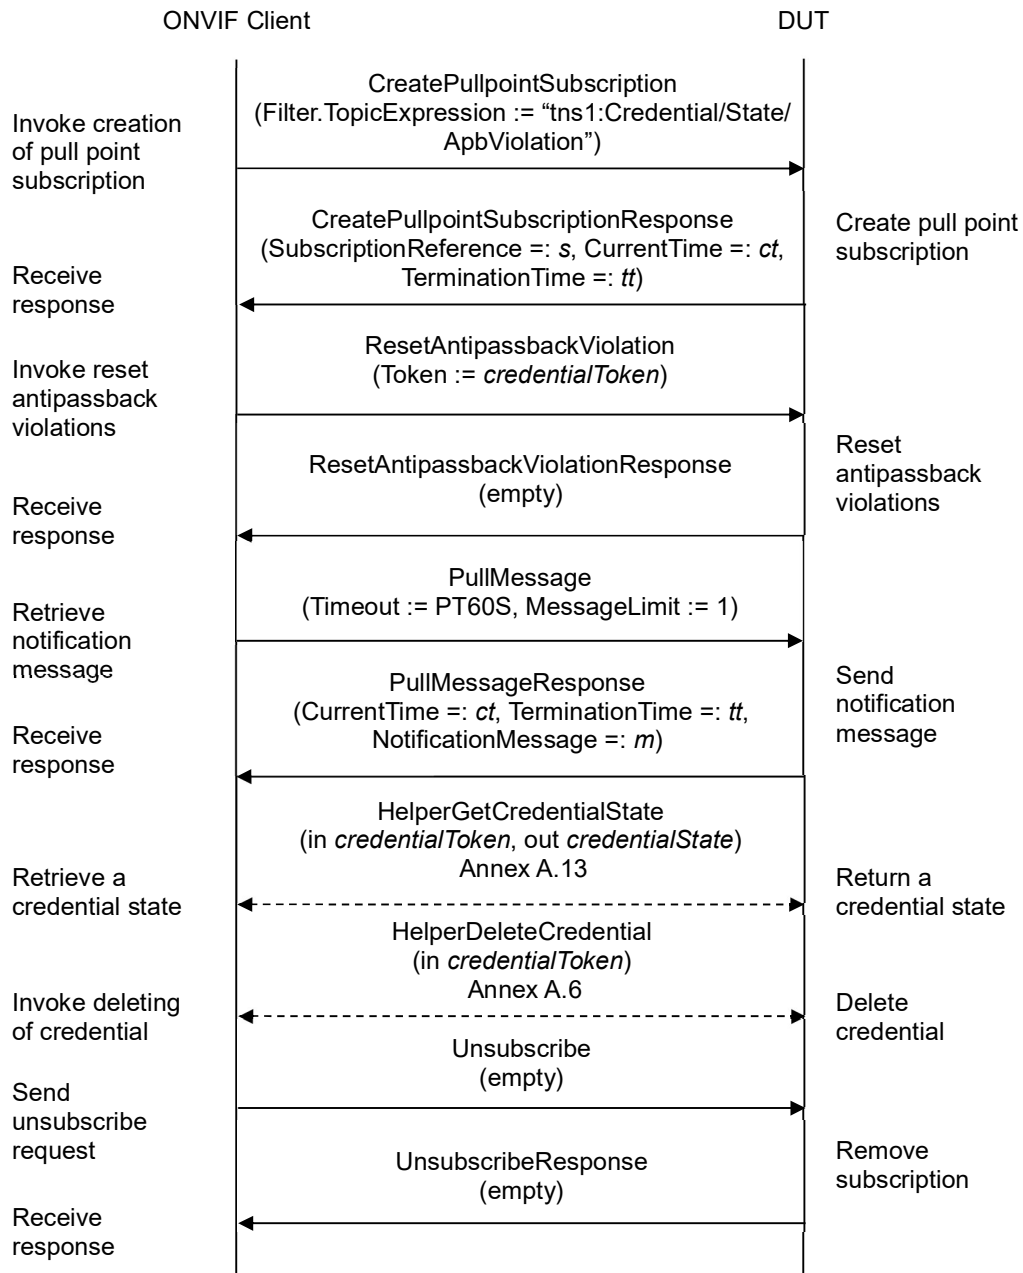 ONVIF Client
DUT
CreatePullpointSubscription
(Filter.TopicExpression := “tns1:Credential/State/
ApbViolation”)
Invoke creation
of pull point
subscription
CreatePullpointSubscriptionResponse
(SubscriptionReference =: s, CurrentTime =: ct,
TerminationTime =: tt)
Create pull point
subscription
Receive
response
ResetAntipassbackViolation
(Token := credentialToken)
Invoke reset
antipassback
violations
ResetAntipassbackViolationResponse
(empty)
Reset
antipassback
violations
Receive
response
PullMessage
(Timeout := PT60S, MessageLimit := 1)
Retrieve
notification
message
PullMessageResponse
(CurrentTime =: ct, TerminationTime =: tt,
NotificationMessage =: m)
Send
notification
message
Receive
response
HelperGetCredentialState
(in credentialToken, out credentialState)
Annex A.13
Retrieve a
credential state
Return a
credential state
HelperDeleteCredential
(in credentialToken)
Annex A.6
Invoke deleting
of credential
Delete
credential
Unsubscribe
(empty)
Send
unsubscribe
request
UnsubscribeResponse
(empty)
Remove
subscription
Receive
response